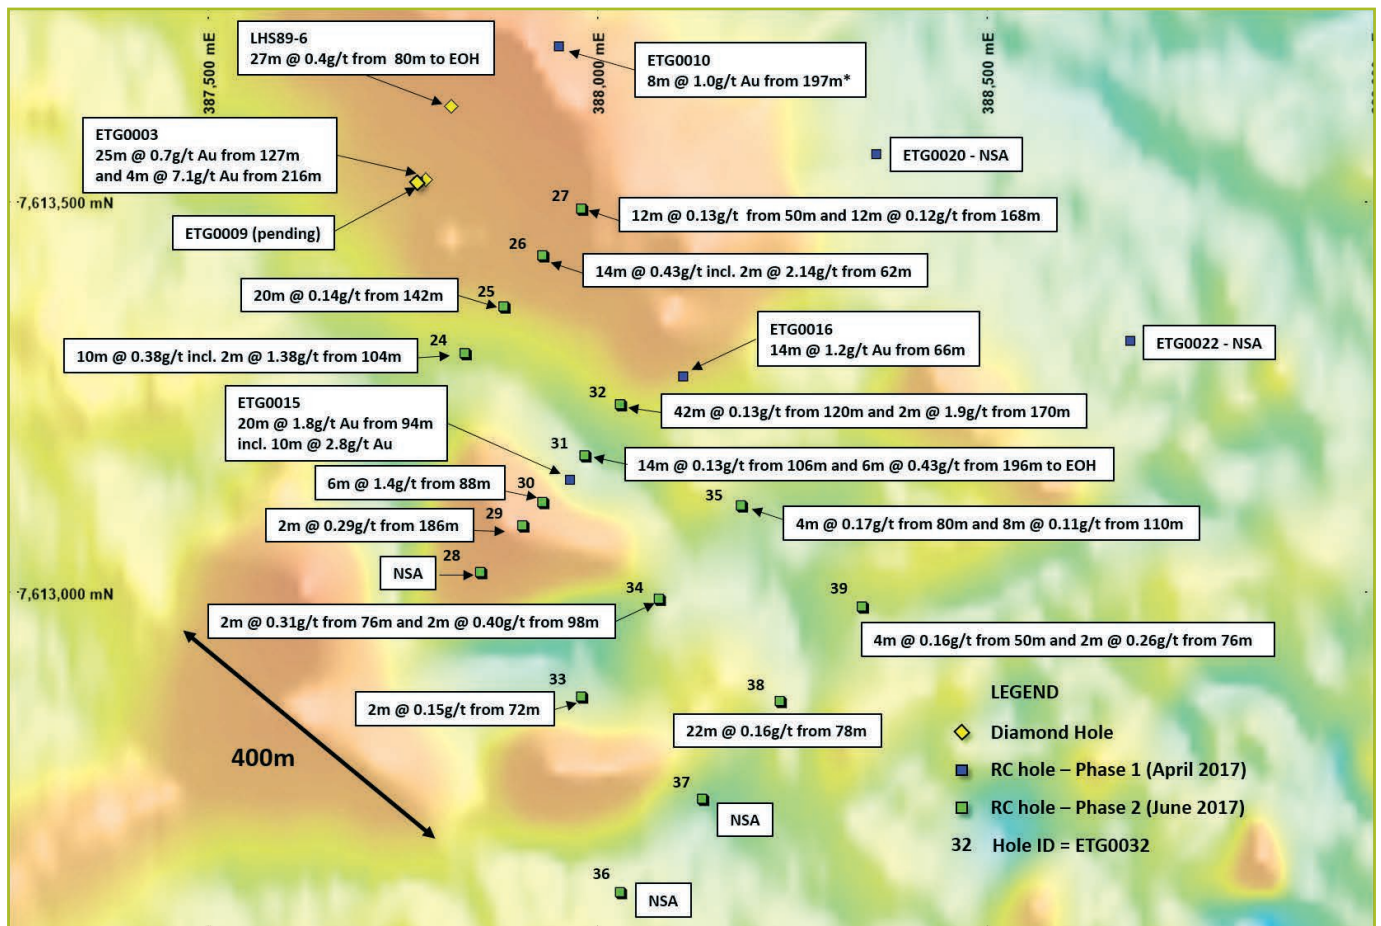 387,500 mE
388,000 mE
388,500 mE
LHS89-6
27m @ 0.4g/t from 80m to EOH
ETG0010
8m @ 1.0g/t Au from 197m*
ETG0003
25m @ 0.7g/t Au from 127m
and 4m @ 7.1g/t Au from 216m
ETG0020 - NSA
7,613,500 mN
ETG0009 (pending)
27
12m @ 0.13g/t from 50m and 12m @ 0.12g/t from 168m
26
14m @ 0.43g/t incl. 2m @ 2.14g/t from 62m
20m @ 0.14g/t from 142m
25
ETG0016
14m @ 1.2g/t Au from 66m
24
10m @ 0.38g/t incl. 2m @ 1.38g/t from 104m
ETG0022 - NSA
ETG0015
20m @ 1.8g/t Au from 94m
incl. 10m @ 2.8g/t Au
32
42m @ 0.13g/t from 120m and 2m @ 1.9g/t from 170m
31
14m @ 0.13g/t from 106m and 6m @ 0.43g/t from 196m to EOH
6m @ 1.4g/t from 88m
30
35
4m @ 0.17g/t from 80m and 8m @ 0.11g/t from 110m
2m @ 0.29g/t from 186m
29
NSA
28
7,613,000 mN
34
2m @ 0.31g/t from 76m and 2m @ 0.40g/t from 98m
39
4m @ 0.16g/t from 50m and 2m @ 0.26g/t from 76m
33
2m @ 0.15g/t from 72m
38
22m @ 0.16g/t from 78m
400m
37
NSA
36
NSA
LEGEND
Diamond Hole
RC hole – Phase 1 (April 2017)
RC hole – Phase 2 (June 2017)
32 Hole ID = ETG0032